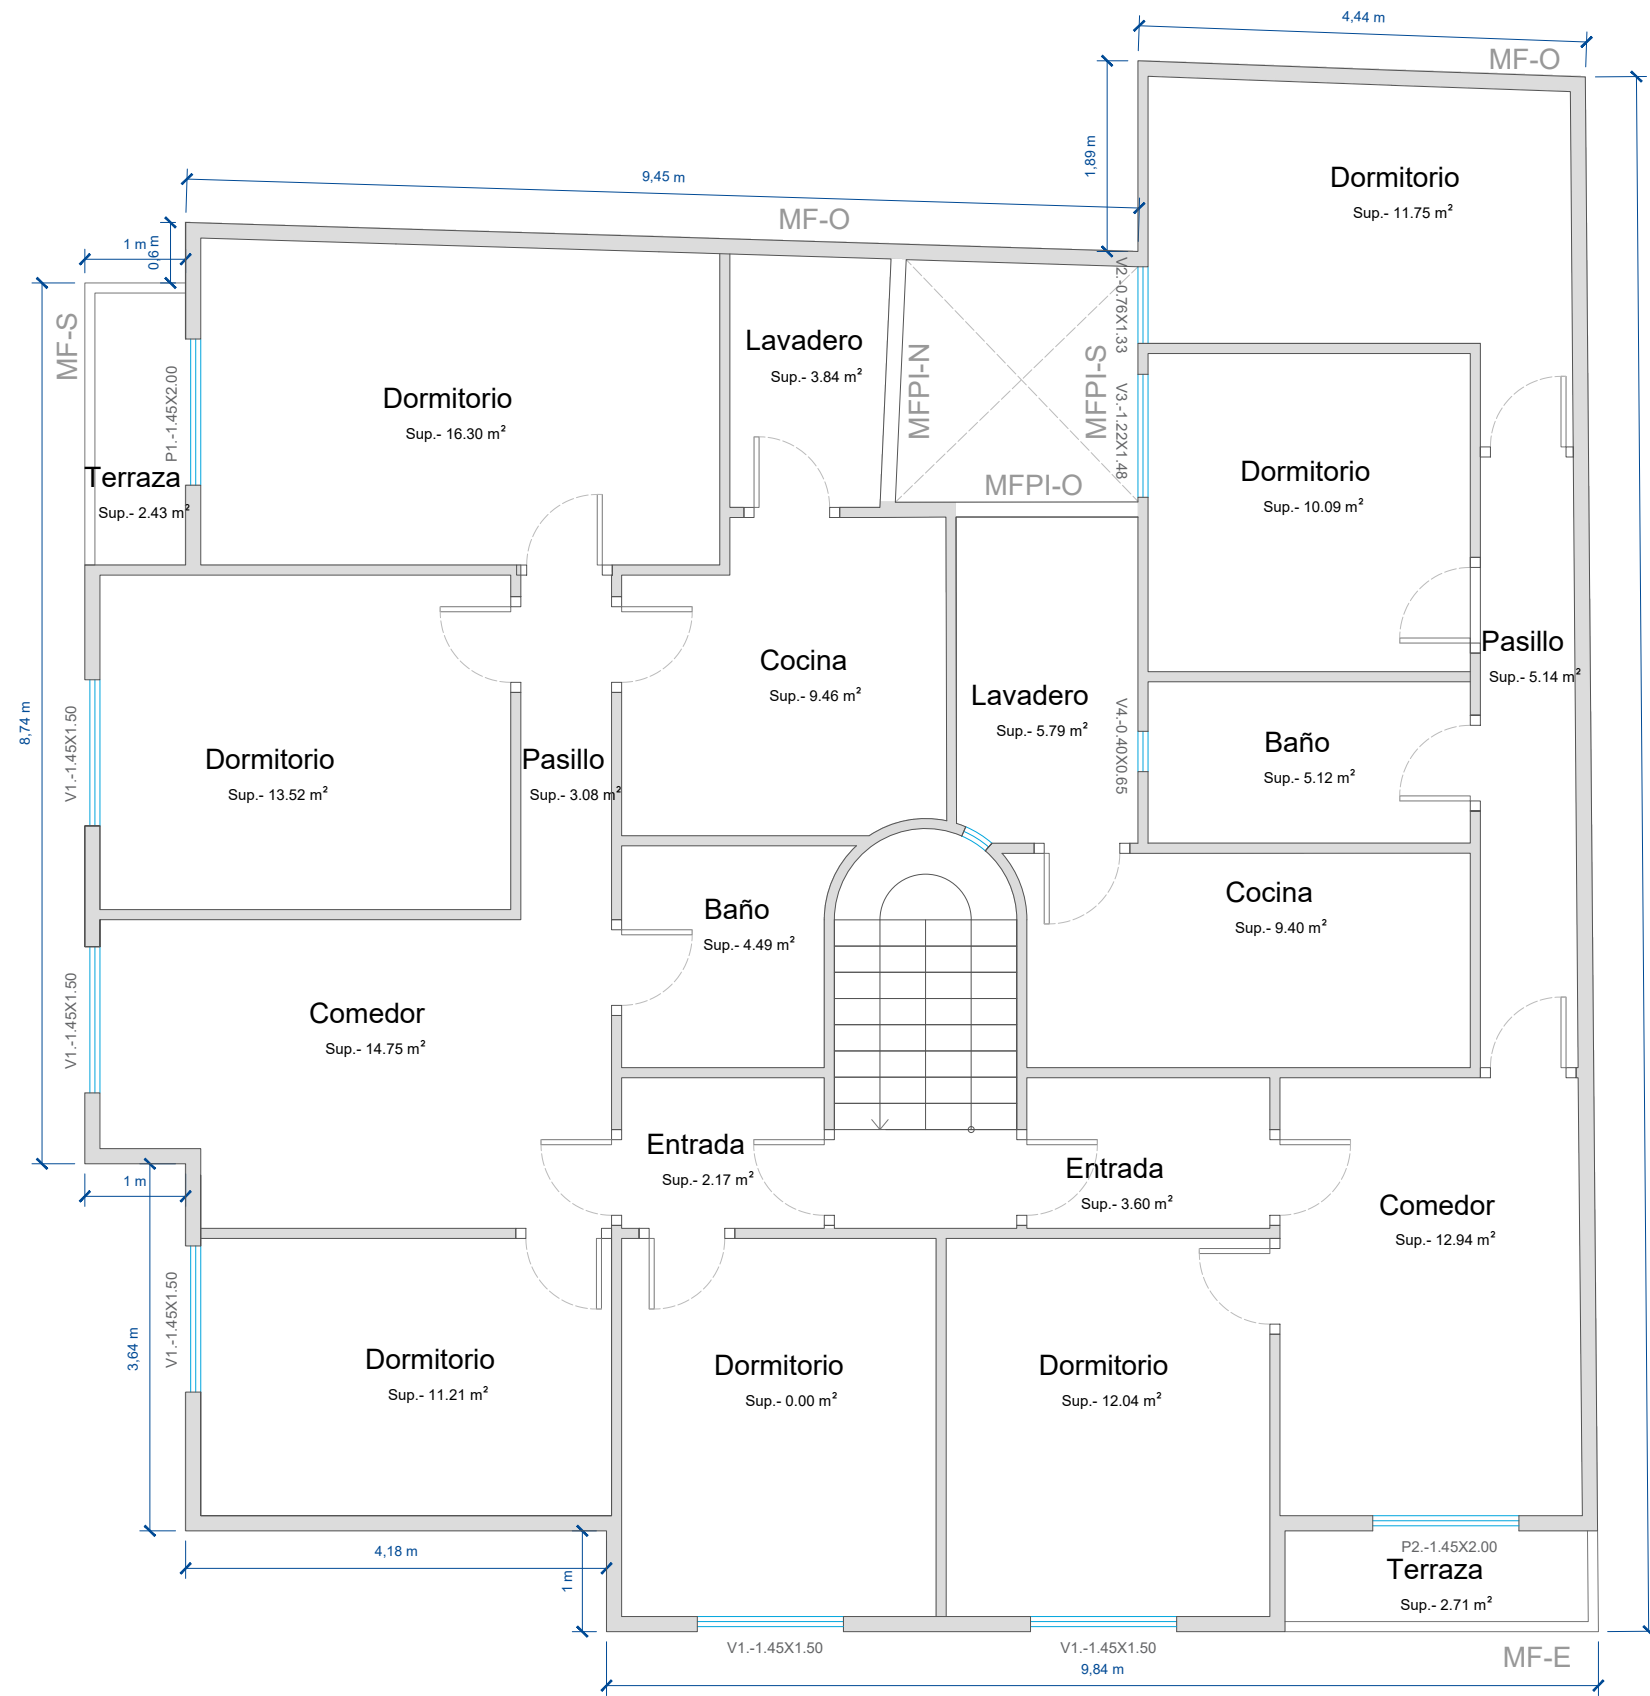 4,44 m
MF-O
1,89 m
Dormitorio
Sup.- 11.75 m²
9,45 m
MF-O
1 m
0,6 m
MF-S
V2.-0.76X1.33
Lavadero
Sup.- 3.84 m²
MFPI-N
MFPI-S
V3.-1.22X1.48
MFPI-O
P1.-1.45X2.00
Dormitorio
Sup.- 16.30 m²
Terraza
Sup.- 2.43 m²
Dormitorio
Sup.- 10.09 m²
Pasillo
Sup.- 5.14 m²
Cocina
Sup.- 9.46 m²
Lavadero
Sup.- 5.79 m²
V4.-0.40X0.65
Baño
Sup.- 5.12 m²
8,74 m
V1.-1.45X1.50
Dormitorio
Sup.- 13.52 m²
Pasillo
Sup.- 3.08 m²
Baño
Sup.- 4.49 m²
Cocina
Sup.- 9.40 m²
V1.-1.45X1.50
Comedor
Sup.- 14.75 m²
Entrada
Sup.- 2.17 m²
Entrada
Sup.- 3.60 m²
Comedor
Sup.- 12.94 m²
1 m
3,64 m
V1.-1.45X1.50
Dormitorio
Sup.- 11.21 m²
Dormitorio
Sup.- 0.00 m²
Dormitorio
Sup.- 12.04 m²
4,18 m
1 m
P2.-1.45X2.00
Terraza
Sup.- 2.71 m²
V1.-1.45X1.50
V1.-1.45X1.50
MF-E
9,84 m